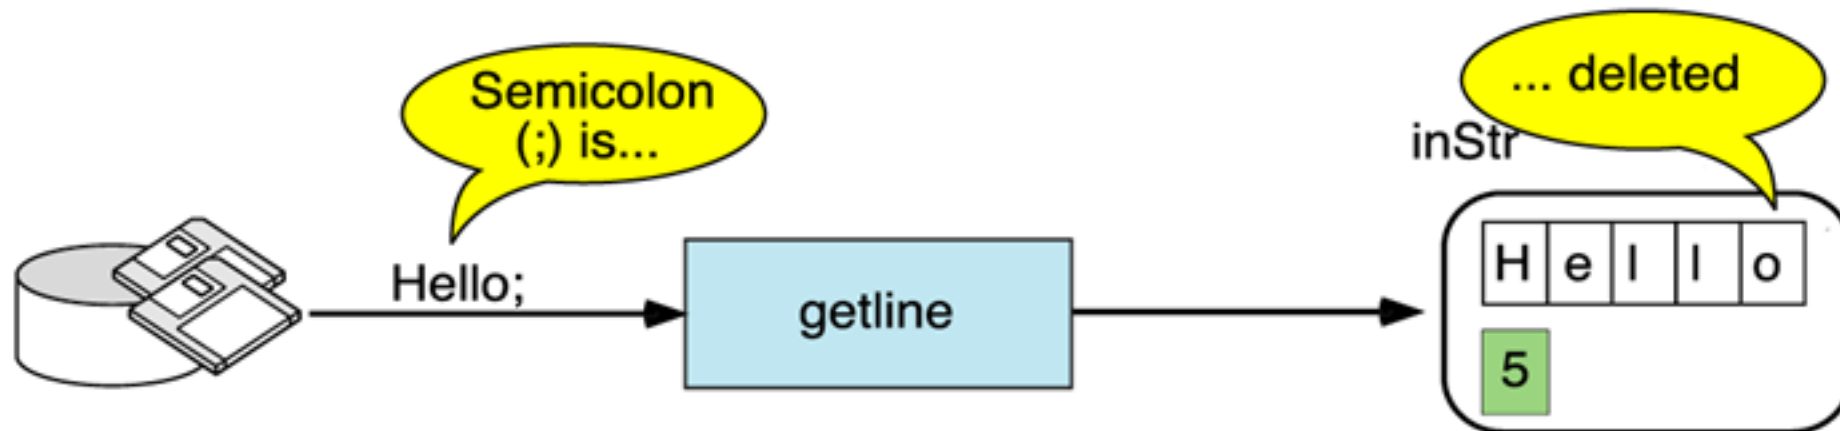 Semicolon
(;) is...
... deleted
inStr
Hello;
getline
H e l l o
5